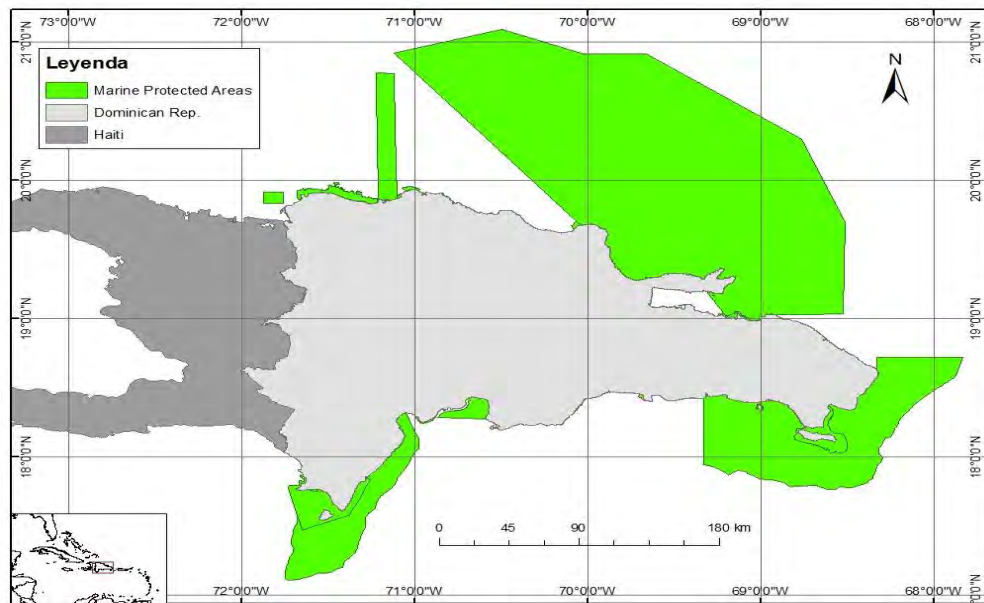 73°0'0"W 72°0'0"W 71°0'0"W 70°0'0"W 69°0'0"W 68°0'0"W
21°0'0"N
21°0'0"N
Leyenda
Marine Protected Areas
Dominican Rep.
Haiti
N
20°0'0"N
20°0'0"N
19°0'0"N
19°0'0"N
18°0'0"N
18°0'0"N
0 45 90 180 km
72°0'0"W 71°0'0"W 70°0'0"W 69°0'0"W 68°0'0"W